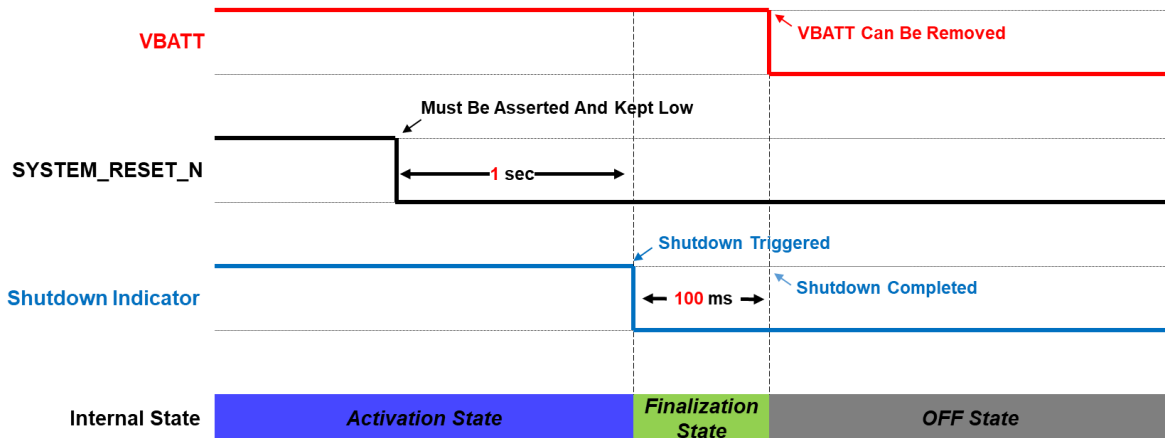 VBATT
VBATT Can Be Removed
Must Be Asserted And Kept Low
SYSTEM_RESET_N
1 sec
Shutdown Triggered
Shutdown Indicator
100 ms
Shutdown Completed
Internal State
Activation State
Finalization
State
OFF State